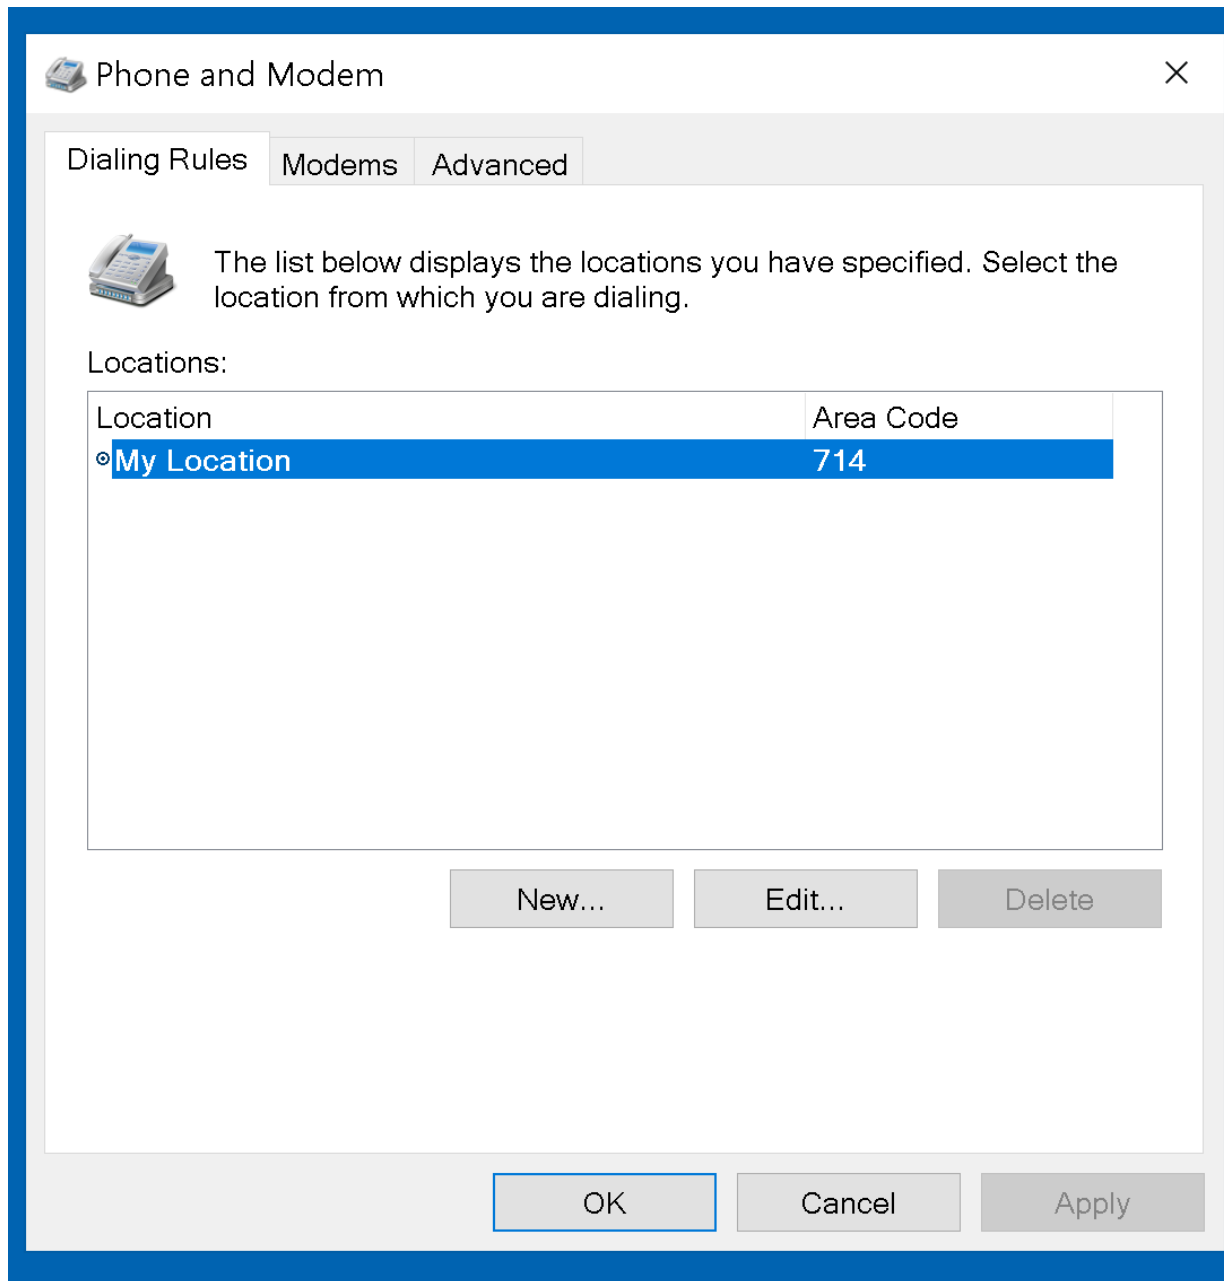 Phone and Modem
Dialing Rules Modems Advanced
The list below displays the locations you have specified. Select the
location from which you are dialing.
Locations:
Location Area Code
My Location 714
New... Edit... Delete
OK Cancel Apply